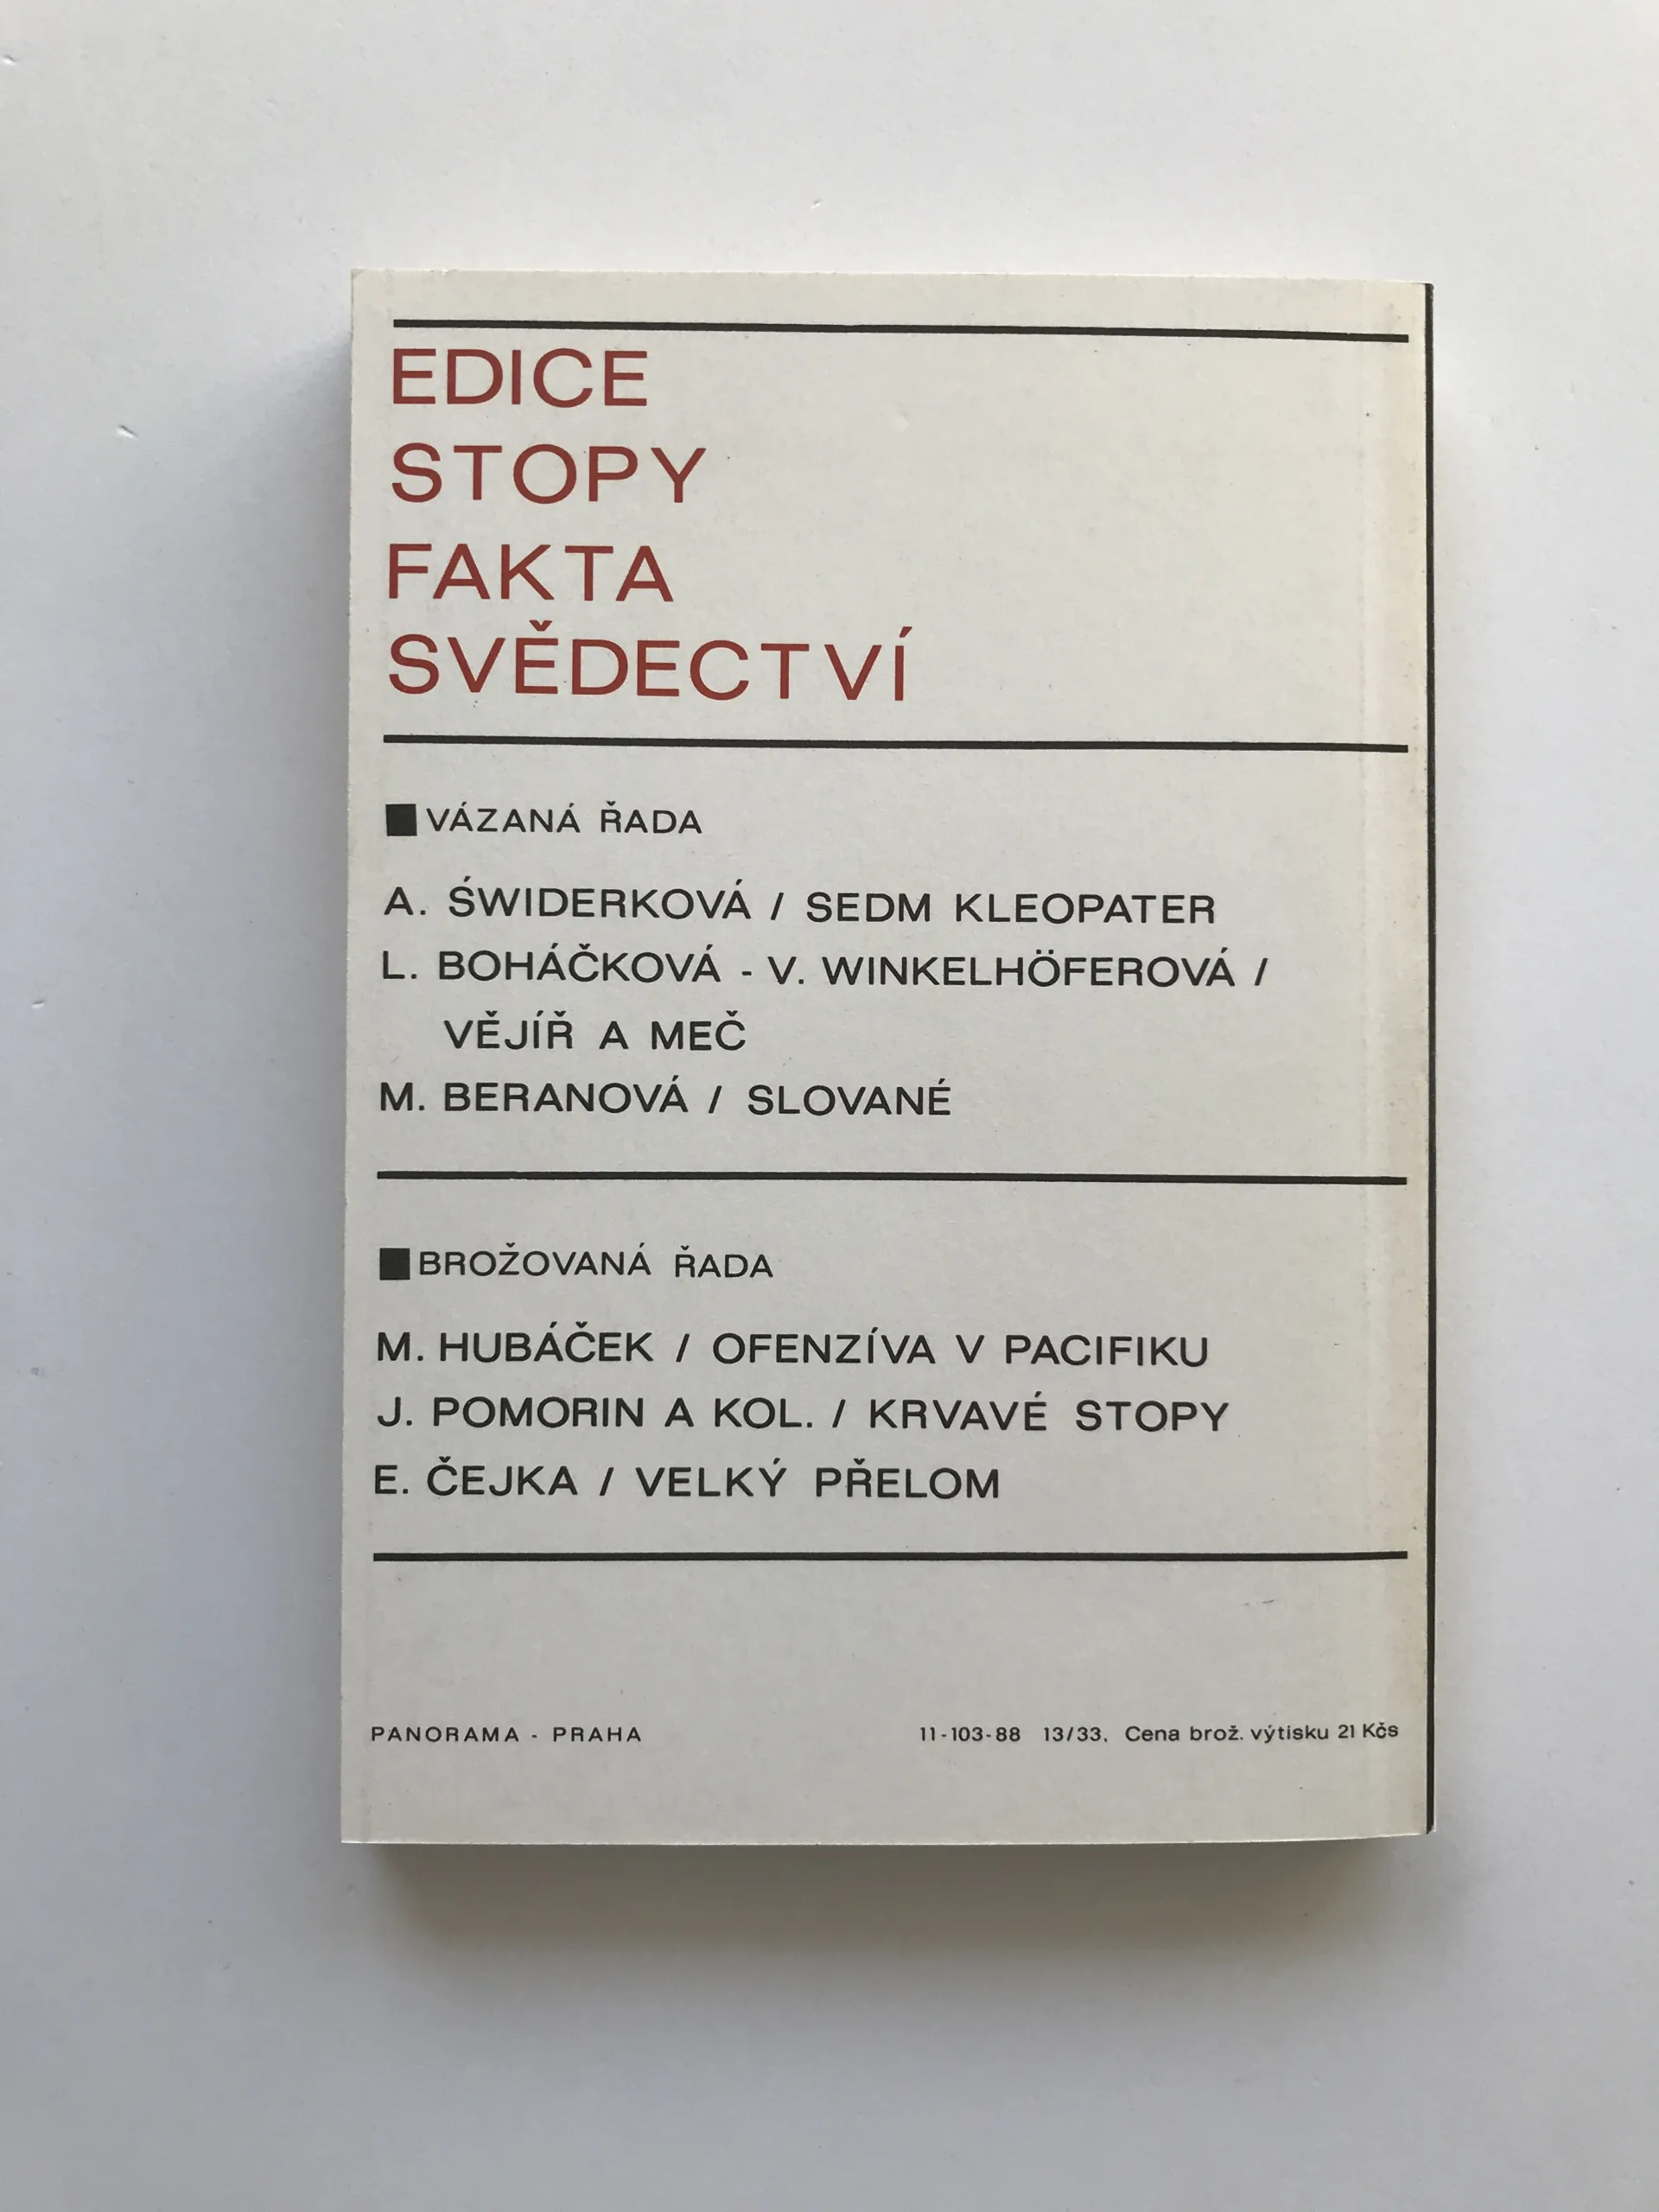 EDICE
STOPY
FAKTA
SVĚDECTVÍ
VÁZANÁ ŘADA
A. ŚWIDERKOVÁ / SEDM KLEOPATER
L. BOHÁČKOVÁ - V. WINKELHÖFEROVÁ /
VĚJÍŘ A MEČ
M. BERANOVÁ / SLOVANÉ
BROŽOVANÁ ŘADA
M. HUBÁČEK / OFENZÍVA V PACIFIKU
J. POMORIN A KOL. / KRVAVÉ STOPY
E. ČEJKA / VELKÝ PŘELOM
PANORAMA - PRAHA 11-103-88 13/33. Cena brož. výtisku 21 Kčs